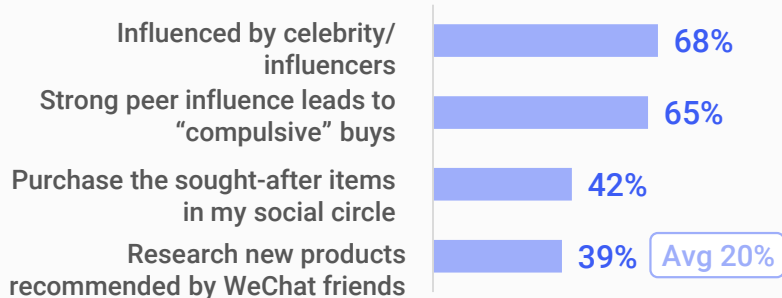 Influenced by celebrity/
influencers
68%
Strong peer influence leads to
“compulsive” buys
65%
Purchase the sought-after items
in my social circle
42%
Research new products
recommended by WeChat friends
39%
Avg 20%